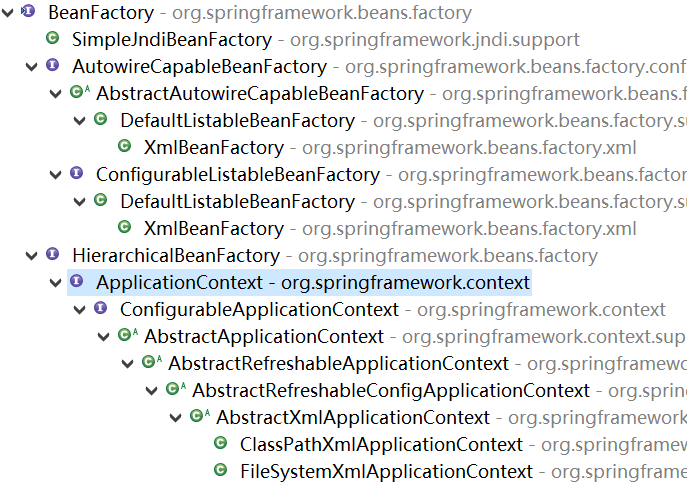 BeanFactory - org.springframework.beans.factory
SimpleJndiBeanFactory - org.springframework.jndi.support
AutowireCapableBeanFactory - org.springframework.beans.factory.conf
AbstractAutowireCapableBeanFactory - org.springframework.beans.f
DefaultListableBeanFactory - org.springframework.beans.factory.su
XmlBeanFactory - org.springframework.beans.factory.xml
ConfigurableListableBeanFactory - org.springframework.beans.factor
DefaultListableBeanFactory - org.springframework.beans.factory.su
XmlBeanFactory - org.springframework.beans.factory.xml
HierarchicalBeanFactory - org.springframework.beans.factory
ApplicationContext - org.springframework.context
ConfigurableApplicationContext - org.springframework.context
AbstractApplicationContext - org.springframework.context.sup
AbstractRefreshableApplicationContext - org.springframewor
AbstractRefreshableConfigApplicationContext - org.springfram
AbstractXmlApplicationContext - org.springframework
ClassPathXmlApplicationContext - org.springframew
FileSystemXmlApplicationContext - org.springframe